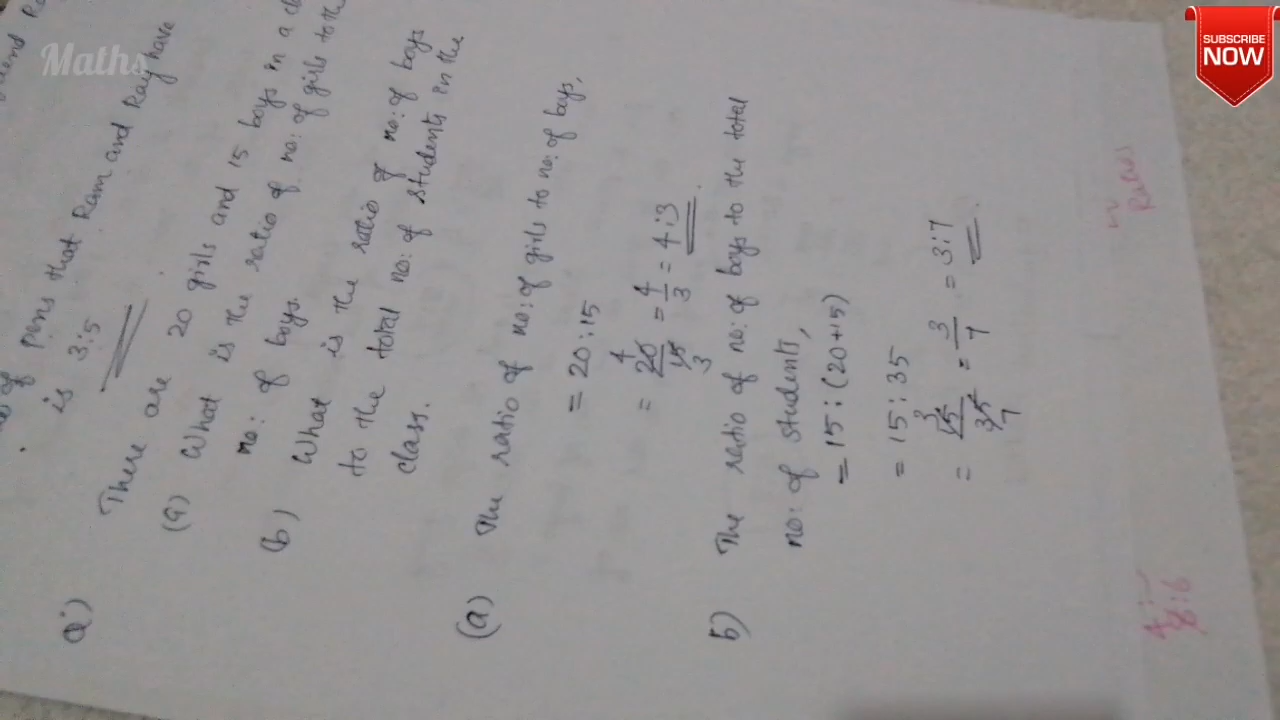 Maths
SUBSCRIBE
NOW
of pens that Ram and Ray have
is 3:5
Q) There are 20 girls and 15 boys in a
(a) What is the ratio of no: of girls to the
no: of boys.
(b) What is the ratio of no: of boys
to the total no: of students in the
class.
(a) The ratio of no: of girls to no: of boys,
= 20:15
= 20/15 = 4/3 = 4:3
b) The ratio of no: of boys to the total
no: of students,
= 15:(20+15)
= 15:35
= 15/35 = 3/7 = 3:7